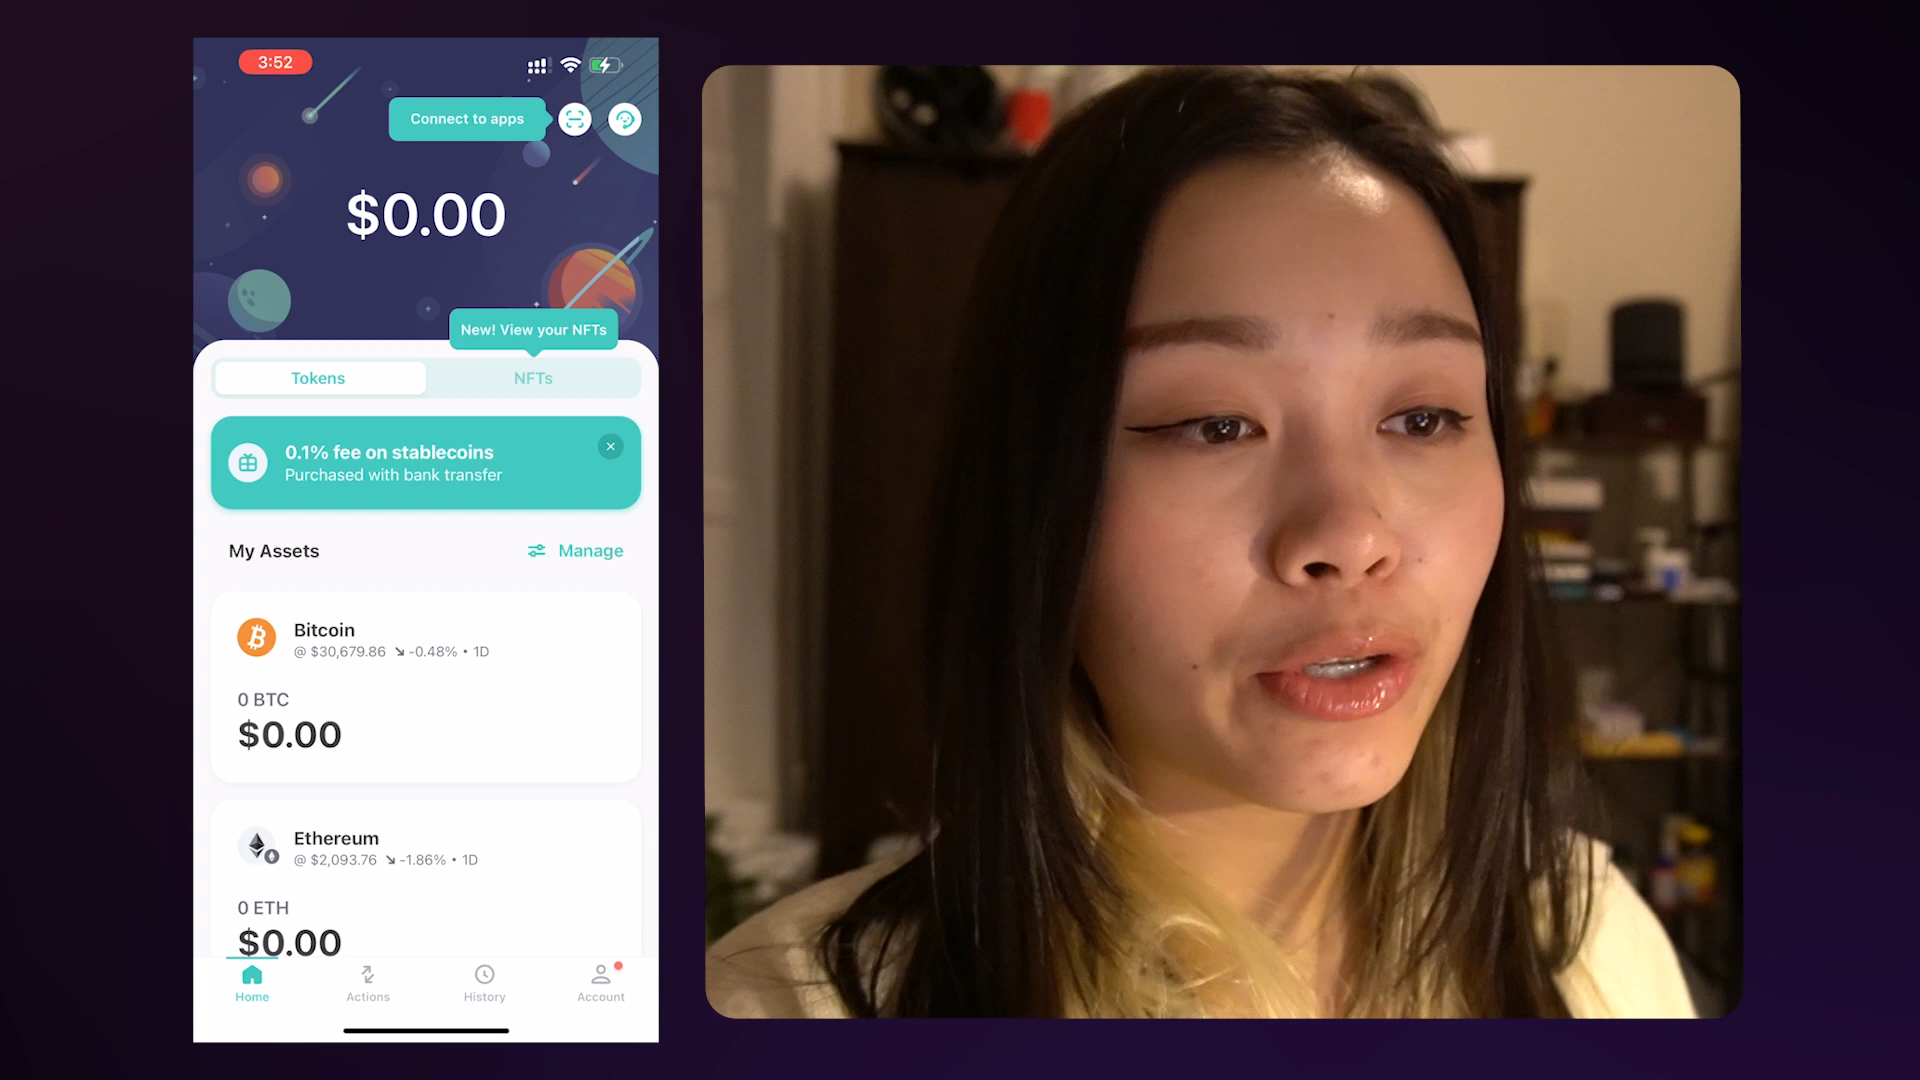 3:52
Connect to apps
$0.00
New! View your NFTs
Tokens
NFTs
0.1% fee on stablecoins
Purchased with bank transfer
My Assets
Manage
Bitcoin
@ $30,679.86 ↘ -0.48% • 1D
0 BTC
$0.00
Ethereum
@ $2,093.76 ↘ -1.86% • 1D
0 ETH
$0.00
Home
Actions
History
Account